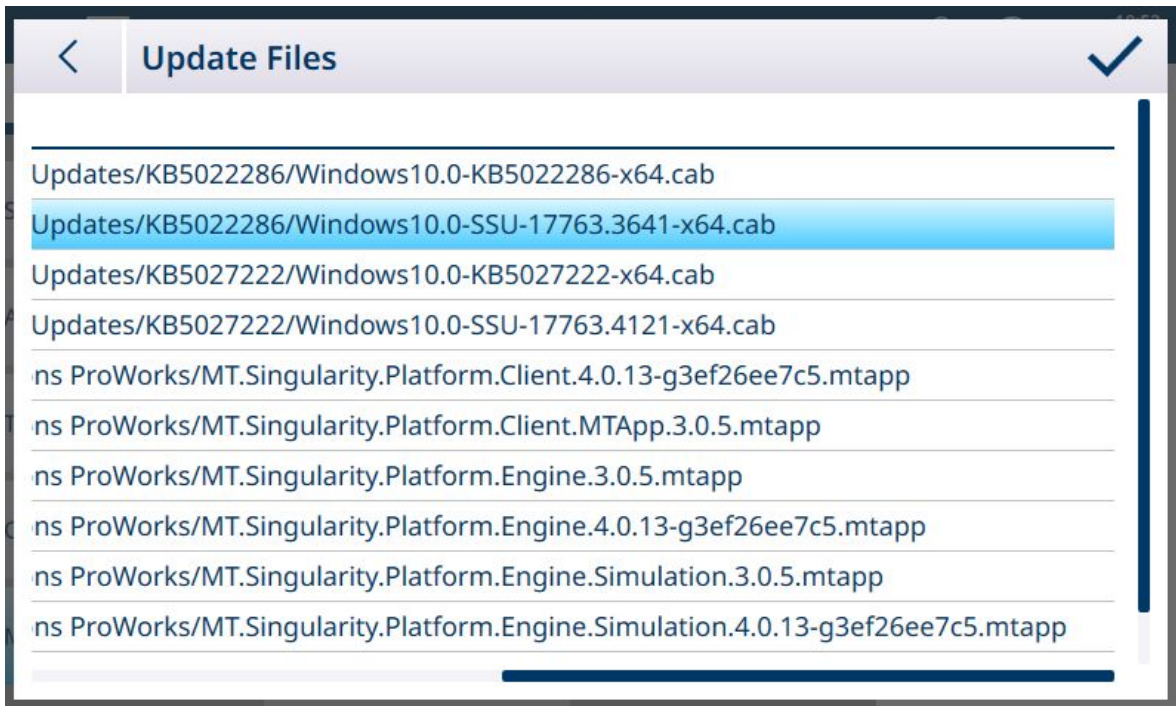 Update Files
Updates/KB5022286/Windows10.0-KB5022286-x64.cab
Updates/KB5022286/Windows10.0-SSU-17763.3641-x64.cab
Updates/KB5027222/Windows10.0-KB5027222-x64.cab
Updates/KB5027222/Windows10.0-SSU-17763.4121-x64.cab
ns ProWorks/MT.Singularity.Platform.Client.4.0.13-g3ef26ee7c5.mtapp
ns ProWorks/MT.Singularity.Platform.Client.MTApp.3.0.5.mtapp
ns ProWorks/MT.Singularity.Platform.Engine.3.0.5.mtapp
ns ProWorks/MT.Singularity.Platform.Engine.4.0.13-g3ef26ee7c5.mtapp
ns ProWorks/MT.Singularity.Platform.Engine.Simulation.3.0.5.mtapp
ns ProWorks/MT.Singularity.Platform.Engine.Simulation.4.0.13-g3ef26ee7c5.mtapp